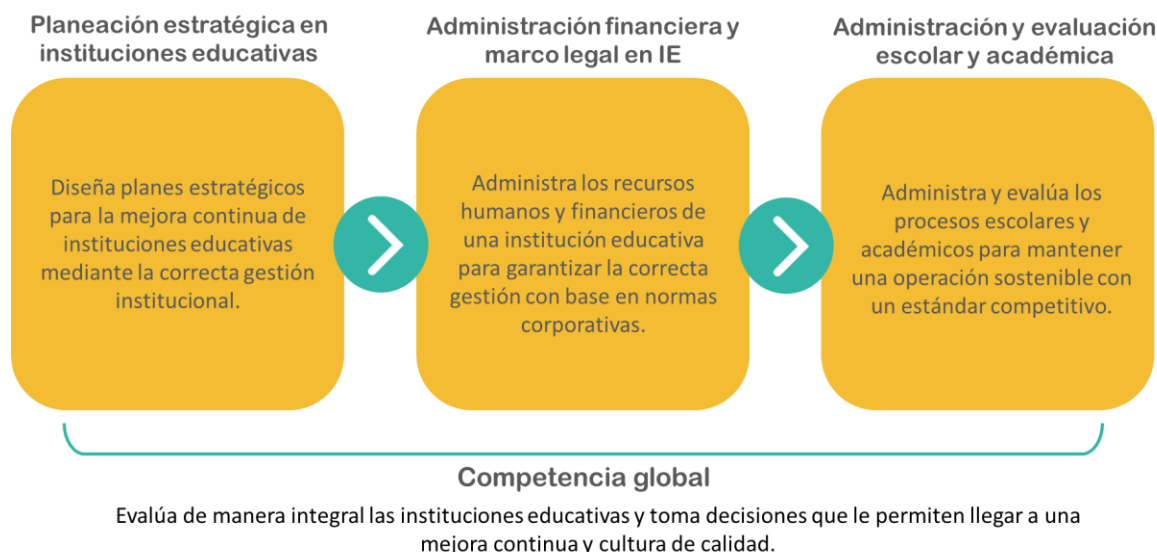 Planeación estratégica en
instituciones educativas
Diseña planes estratégicos
para la mejora continua de
instituciones educativas
mediante la correcta gestión
institucional.
Administración financiera y
marco legal en IE
Administra los recursos
humanos y financieros de
una institución educativa
para garantizar la correcta
gestión con base en normas
corporativas.
Administración y evaluación
escolar y académica
Administra y evalúa los
procesos escolares y
académicos para mantener
una operación sostenible con
un estándar competitivo.
Competencia global
Evalúa de manera integral las instituciones educativas y toma decisiones que le permiten llegar a una
mejora continua y cultura de calidad.